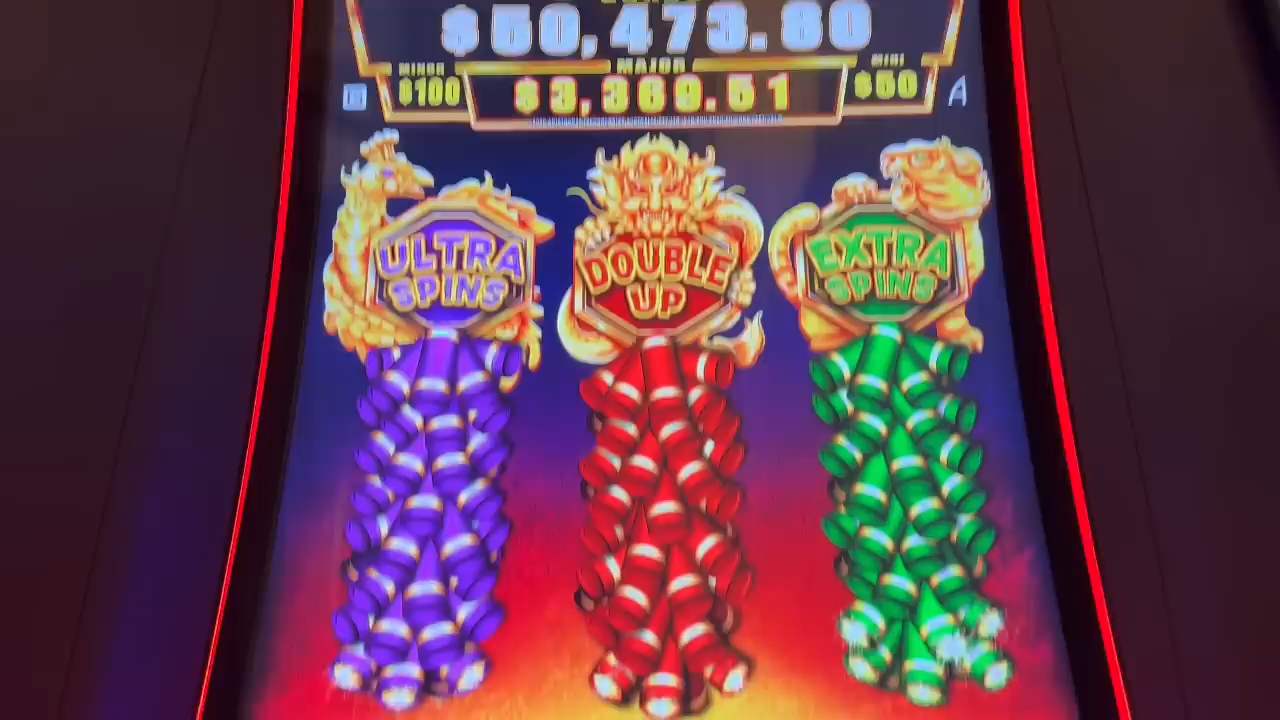 $50,473.80
MINOR
MAJOR
MINI
$100
$3,369.51
$50
A
ULTRA
SPINS
DOUBLE
UP
EXTRA
SPINS